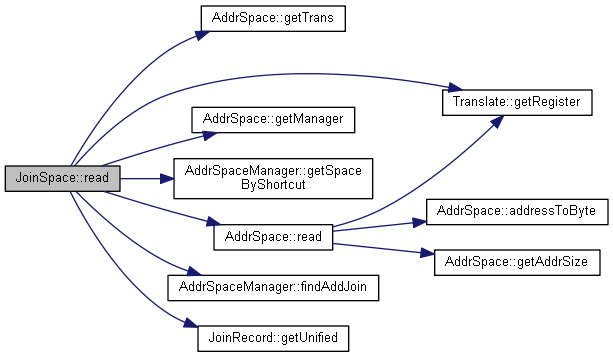 AddrSpace::getTrans
Translate::getRegister
AddrSpace::getManager
JoinSpace::read
AddrSpaceManager::getSpace
ByShortcut
AddrSpace::addressToByte
AddrSpace::read
AddrSpace::getAddrSize
AddrSpaceManager::findAddJoin
JoinRecord::getUnified